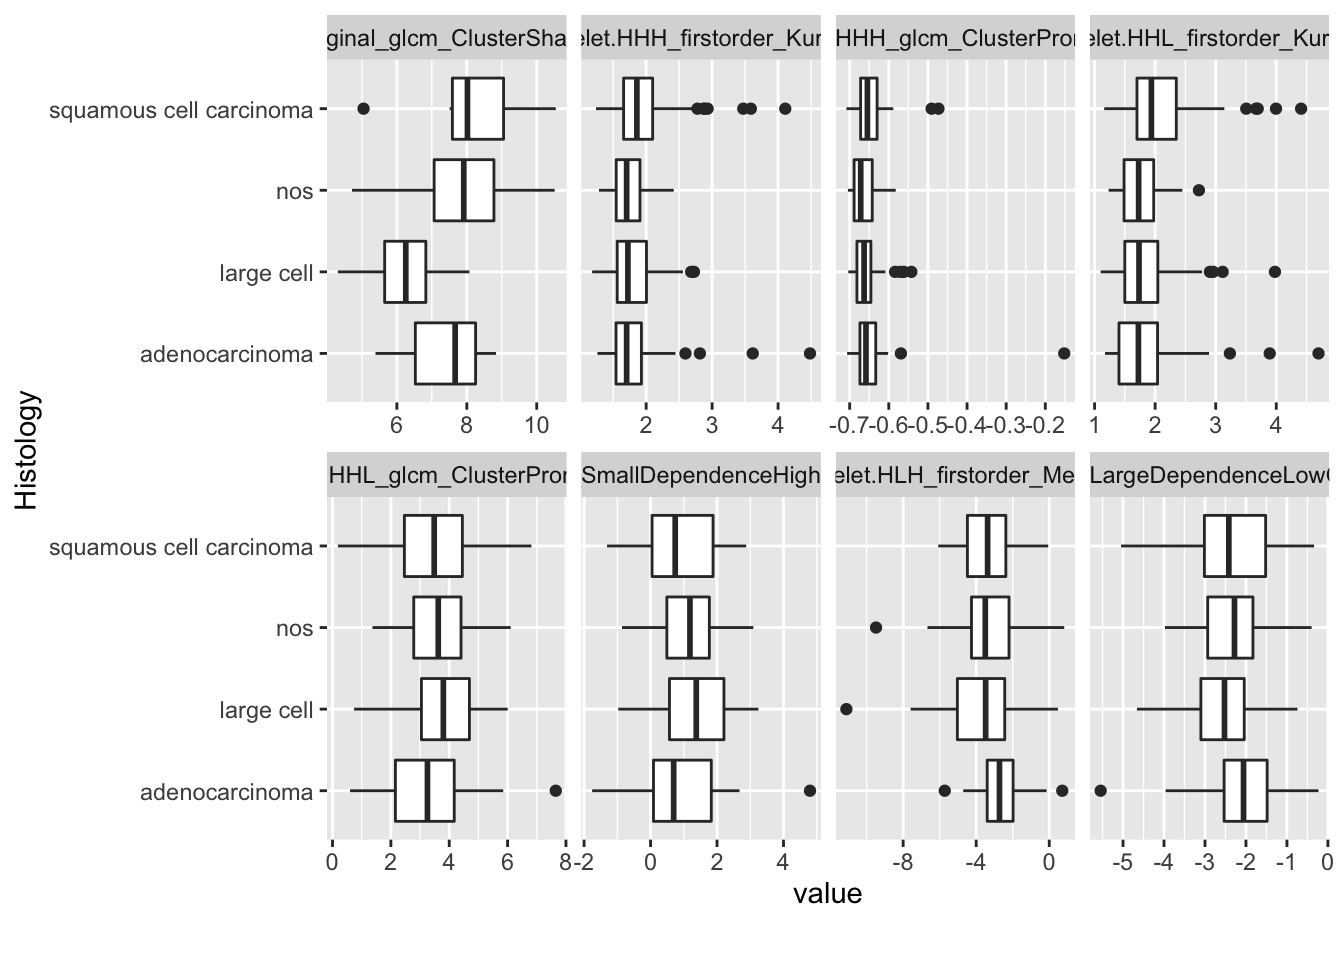 ginal_glcm_ClusterSha elet.HHH_firstorder_Kur HHH_glcm_ClusterPro elet.HHL_firstorder_Kur
squamous cell carcinoma
nos
large cell
adenocarcinoma
6 8 10 2 3 4 -0.7 -0.6 -0.5 -0.4 -0.3 -0.2 1 2 3 4
Histology
HHL_glcm_ClusterPro SmallDependenceHigh elet.HLH_firstorder_Me LargeDependenceLow
squamous cell carcinoma
nos
large cell
adenocarcinoma
0 2 4 6 8 -2 0 2 4 -8 -4 0 -5 -4 -3 -2 -1 0
value